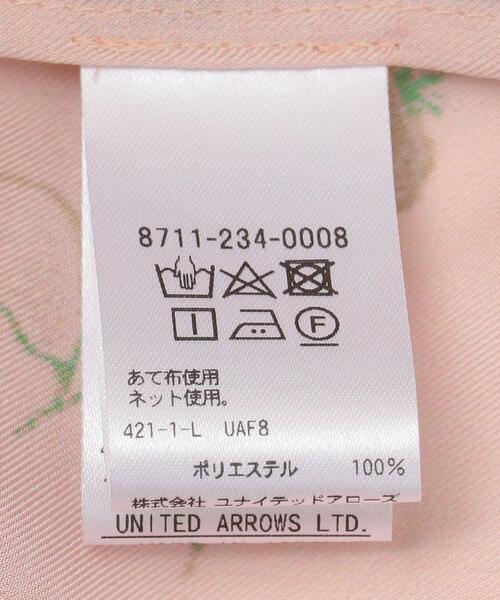 8711-234-0008
F
あて布使用
ネット使用。
421-1-L UAF8
ポリエステル 100%
株式会社 ユナイテッドアローズ
UNITED ARROWS LTD.